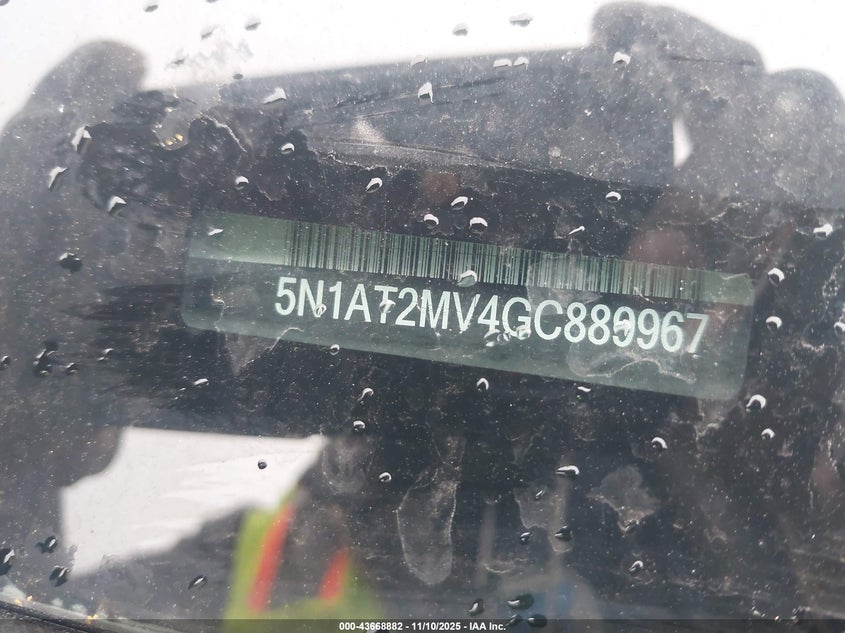 5N1AT2MV4GC889967
000-43668882 - 11/10/2025 - IAA Inc.